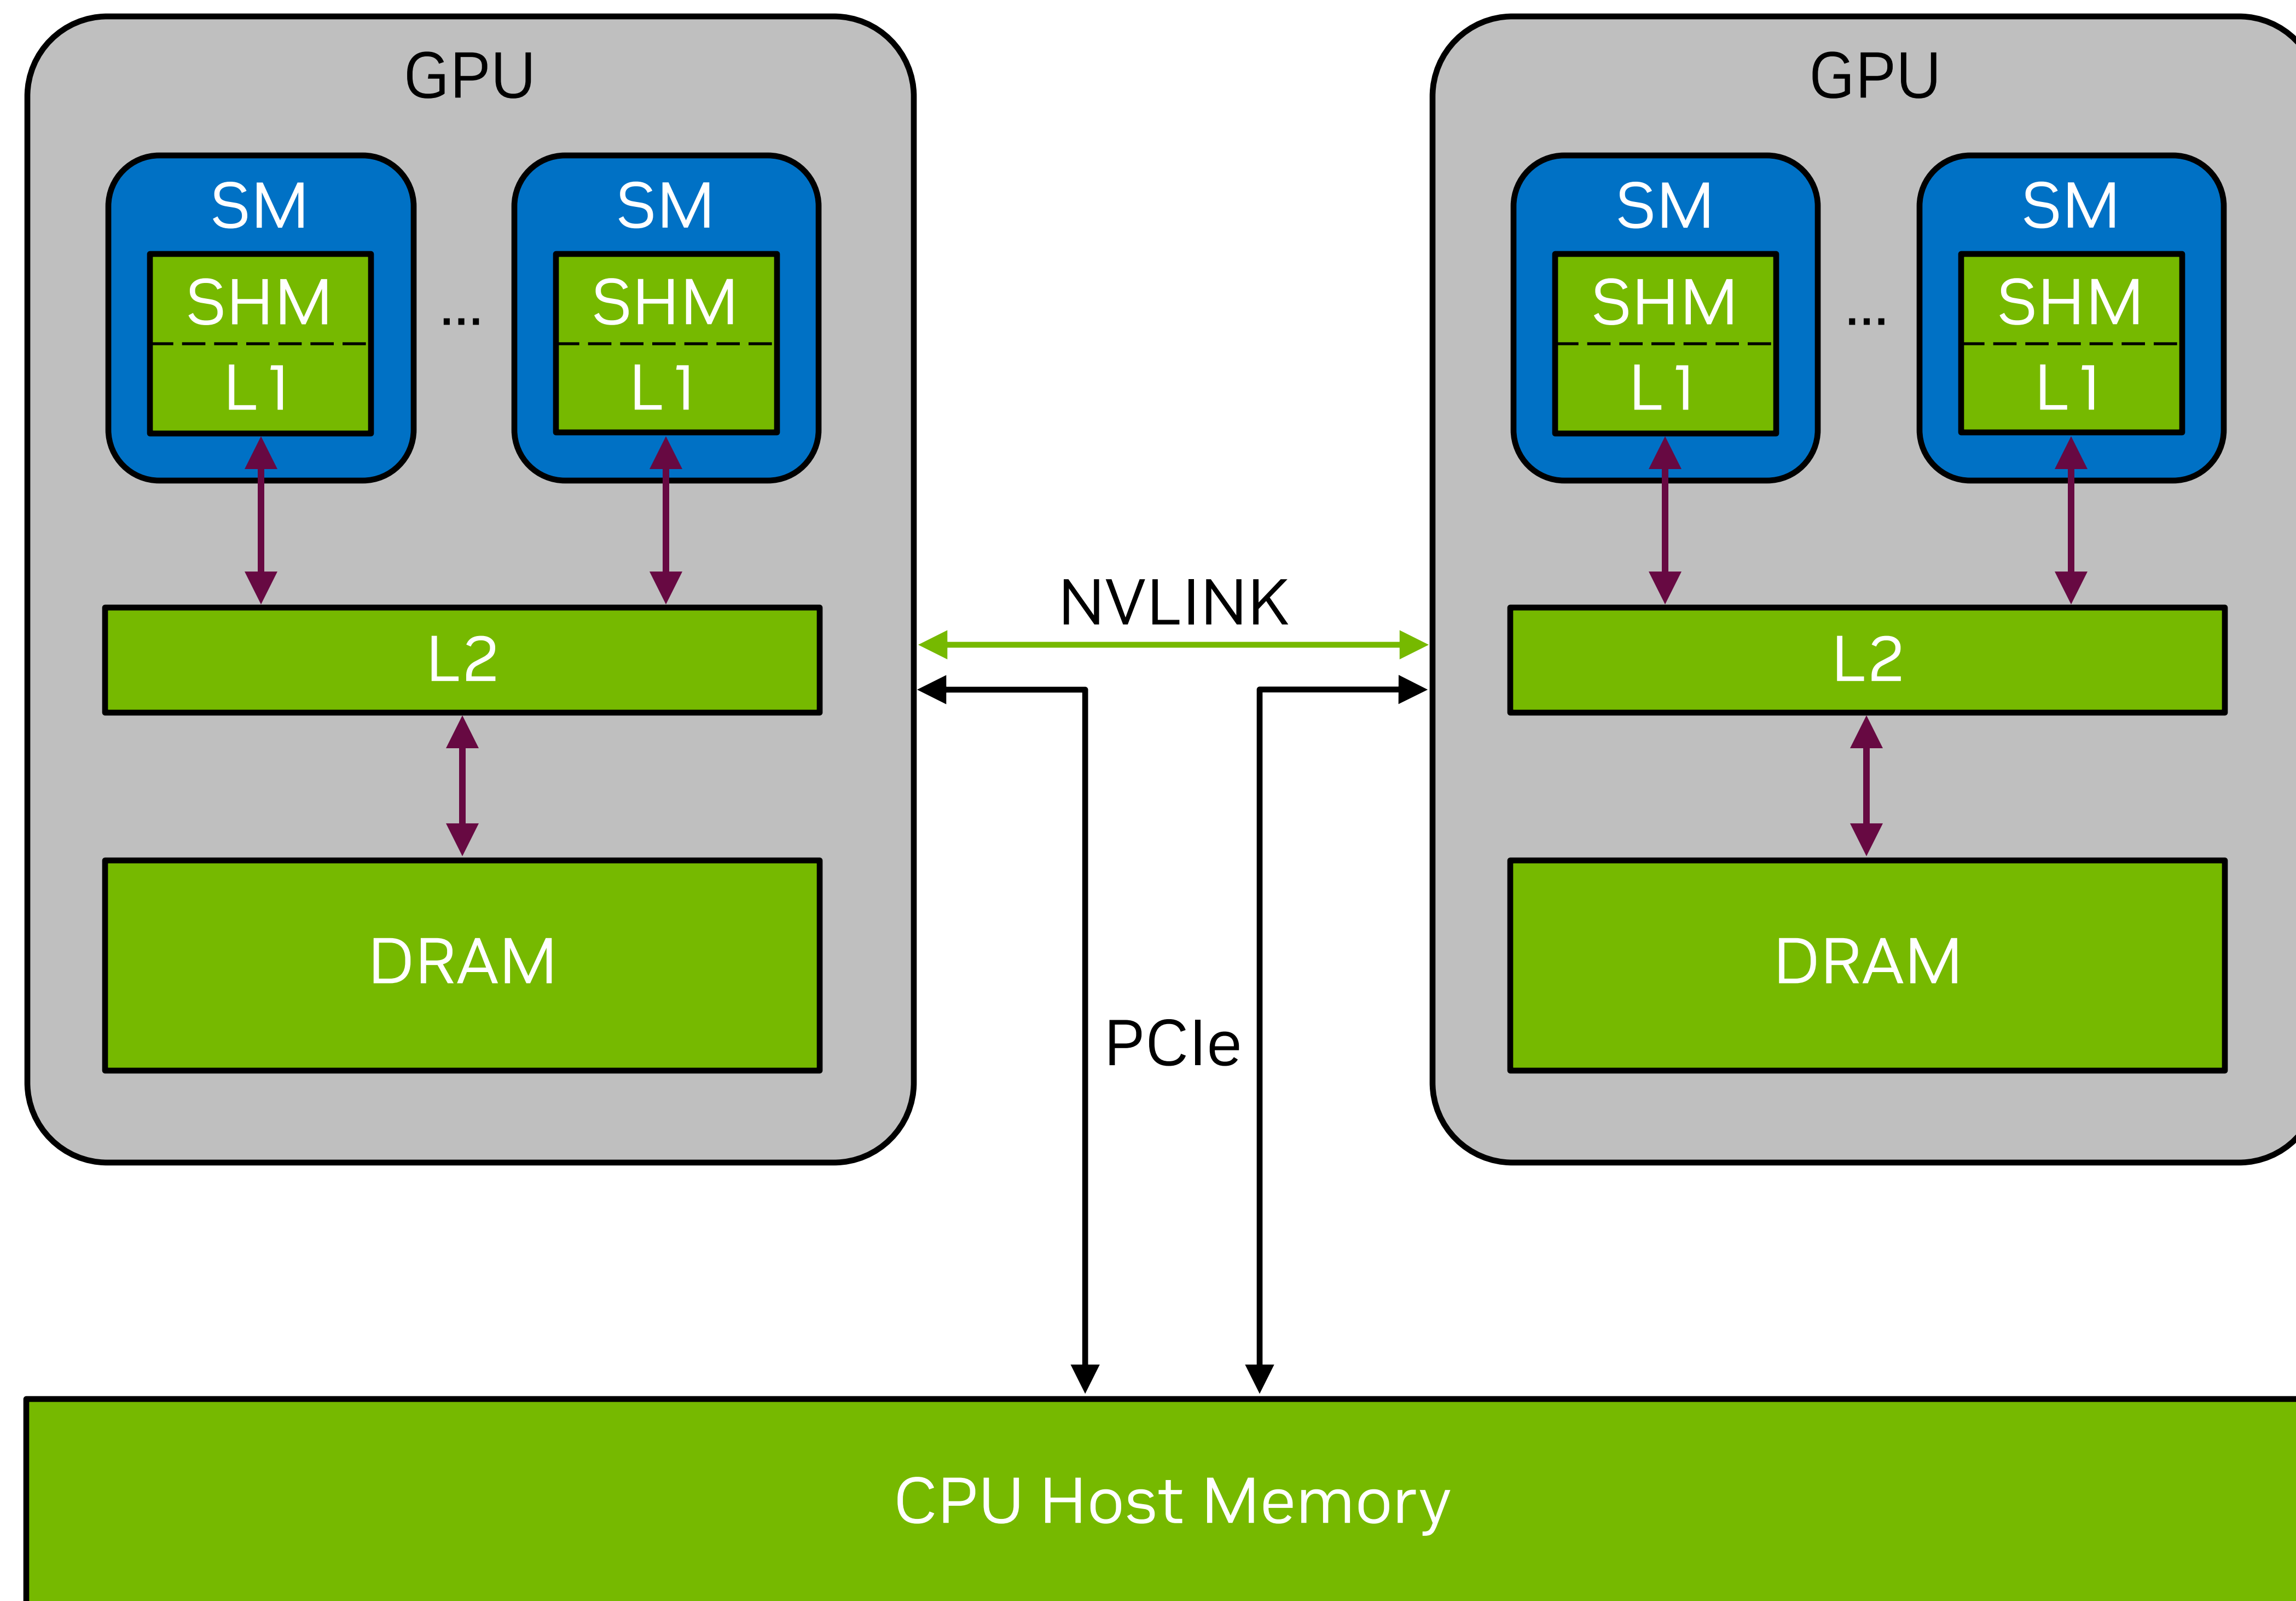 GPU
SM
SHM
L1
...
SM
SHM
L1
L2
DRAM
NVLINK
PCIe
GPU
SM
SHM
L1
...
SM
SHM
L1
L2
DRAM
CPU Host Memory